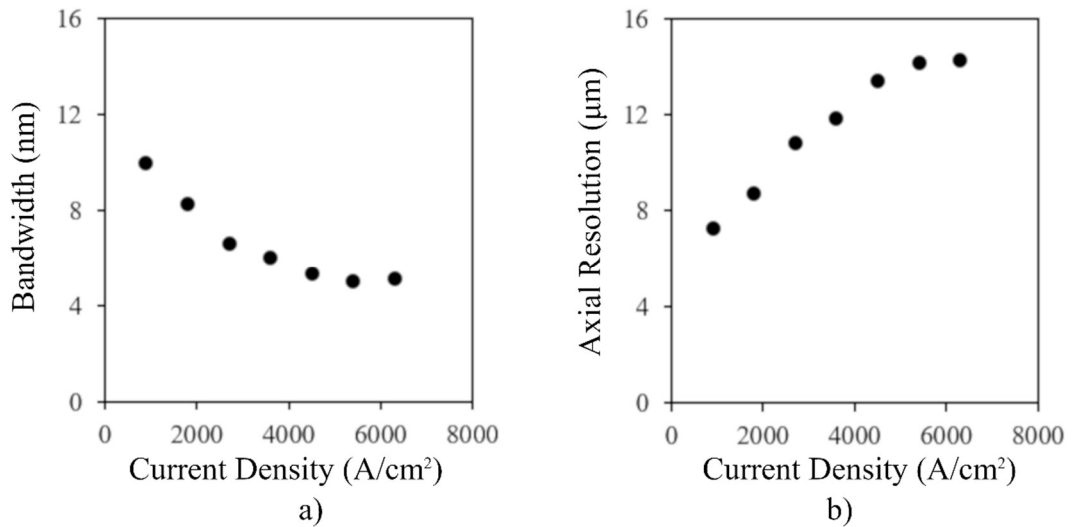 16
12
8
4
0
0 2000 4000 6000 8000
Bandwidth (nm)
Current Density (A/cm²)
a)
16
12
8
4
0
0 2000 4000 6000 8000
Axial Resolution (μm)
Current Density (A/cm²)
b)